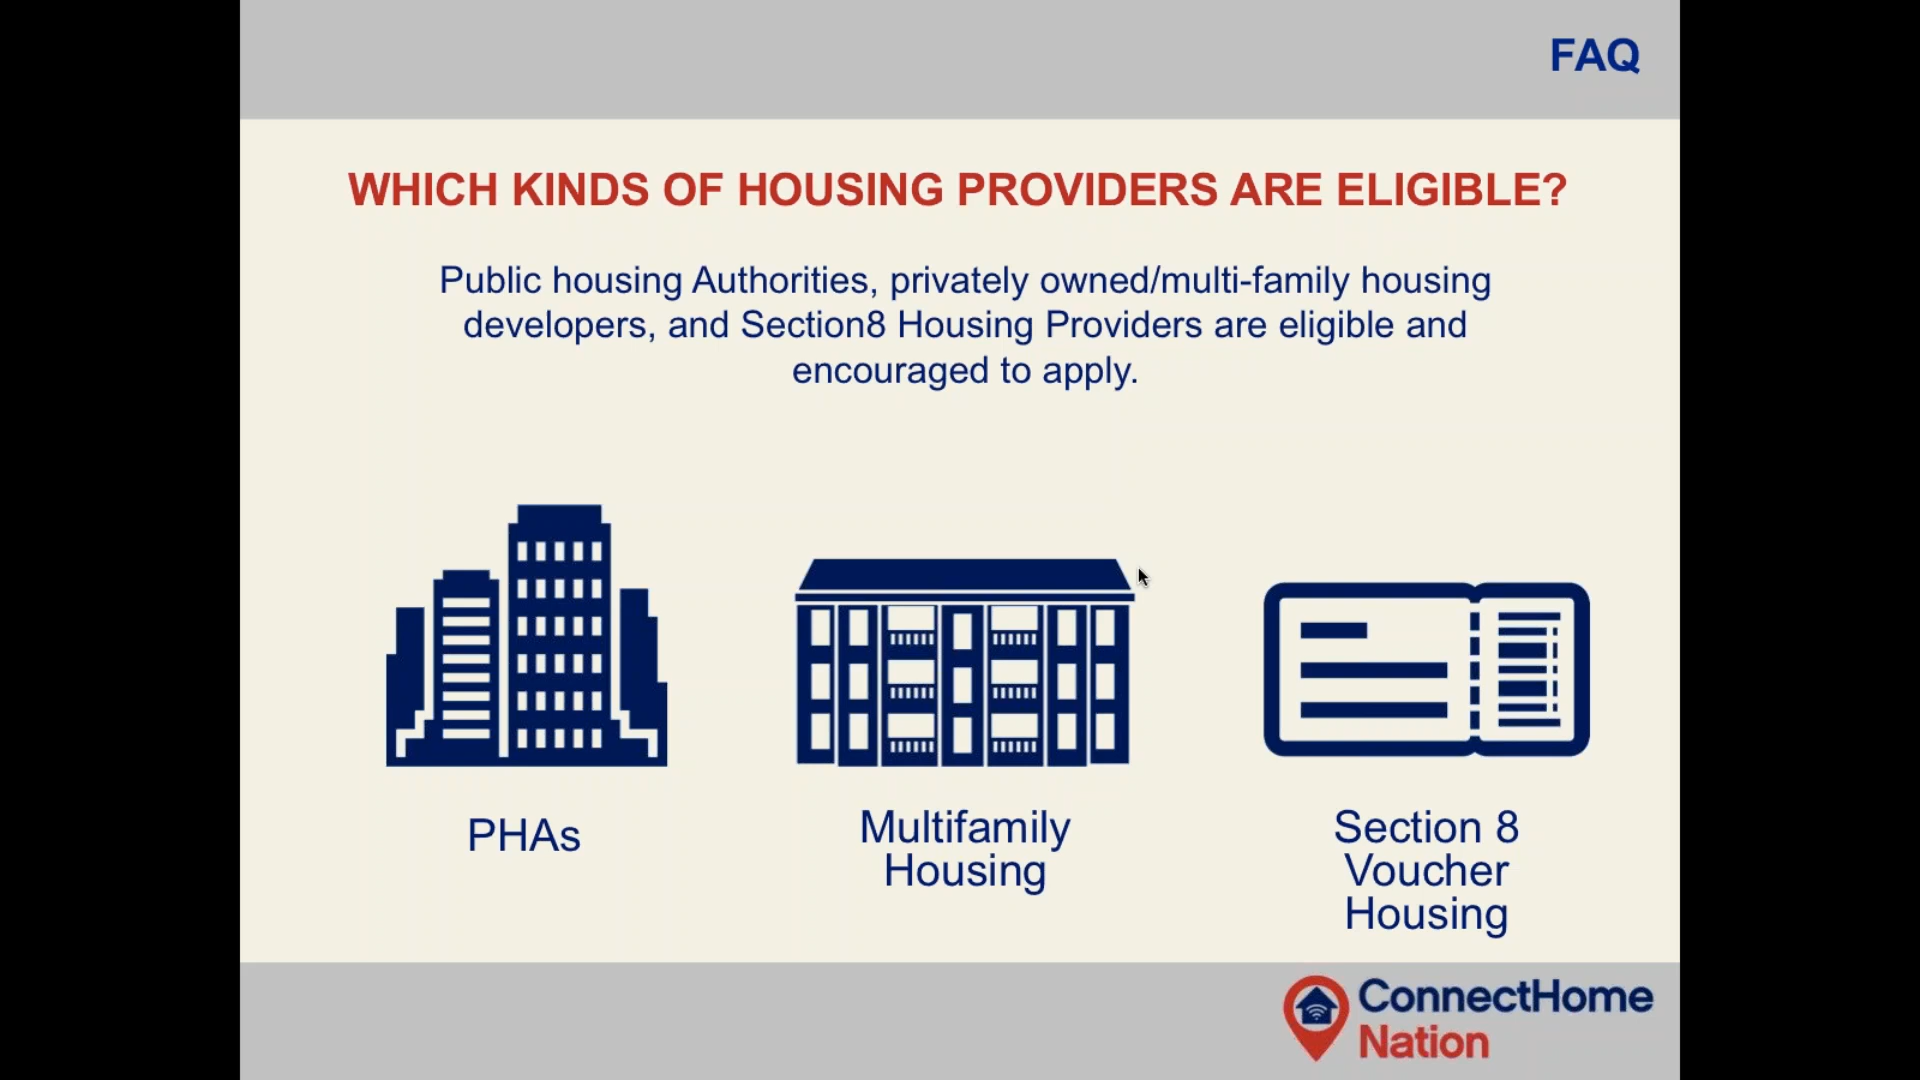 FAQ
WHICH KINDS OF HOUSING PROVIDERS ARE ELIGIBLE?
Public housing Authorities, privately owned/multi-family housing
developers, and Section8 Housing Providers are eligible and
encouraged to apply.
PHAs
Multifamily
Housing
Section 8
Voucher
Housing
ConnectHome
Nation